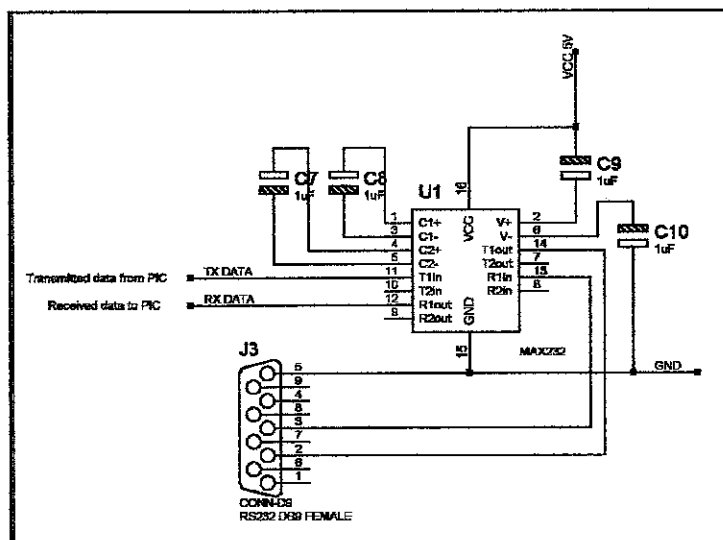 VCC 5V
C7
1uF
C8
1uF
C9
1uF
C10
1uF
U1
16
1
3
4
5
11
10
12
9
C1+
C1-
C2+
C2-
T1in
T2in
R1out
R2out
VCC
GND
V+
V-
T1out
T2out
R1in
R2in
2
6
14
7
13
8
15
MAX232
Transmitted data from PIC
TX DATA
Received data to PIC
RX DATA
GND
J3
5
9
4
8
3
7
2
6
1
CONN-D9
RS232 DB9 FEMALE